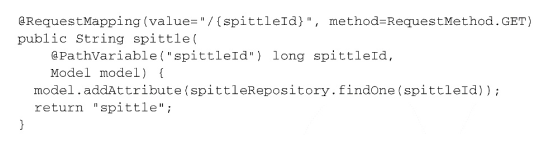 @RequestMapping(value="/{spittleId}", method=RequestMethod.GET)
public String spittle(
    @PathVariable("spittleId") long spittleId,
    Model model) {
  model.addAttribute(spittleRepository.findOne(spittleId));
  return "spittle";
}